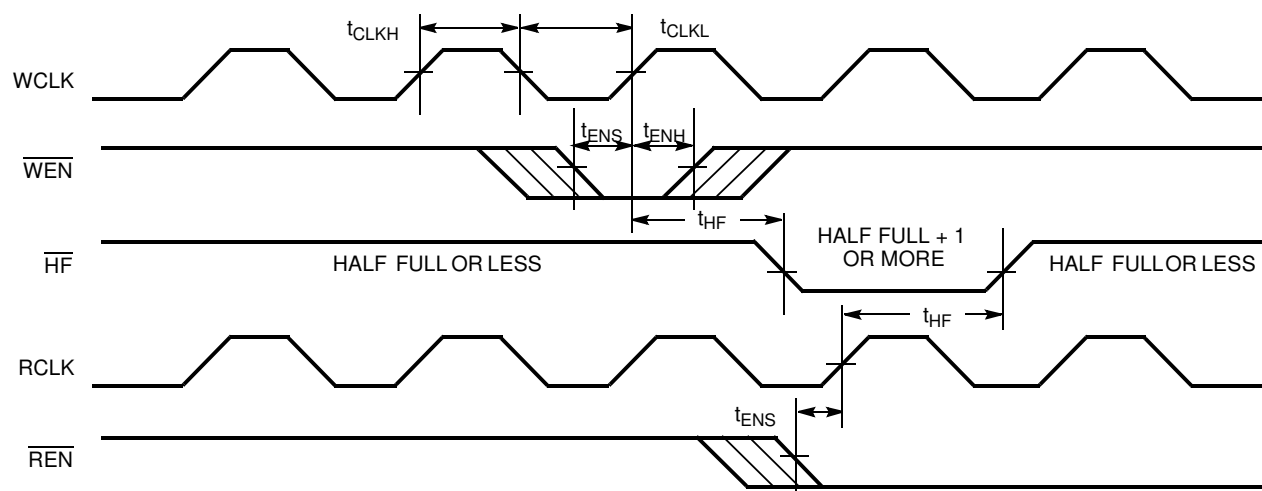 tCLKH
tCLKL
WCLK
tENS
tENH
WEN
tHF
HF
HALF FULL OR LESS
HALF FULL + 1
OR MORE
HALF FULL OR LESS
tHF
RCLK
tENS
REN